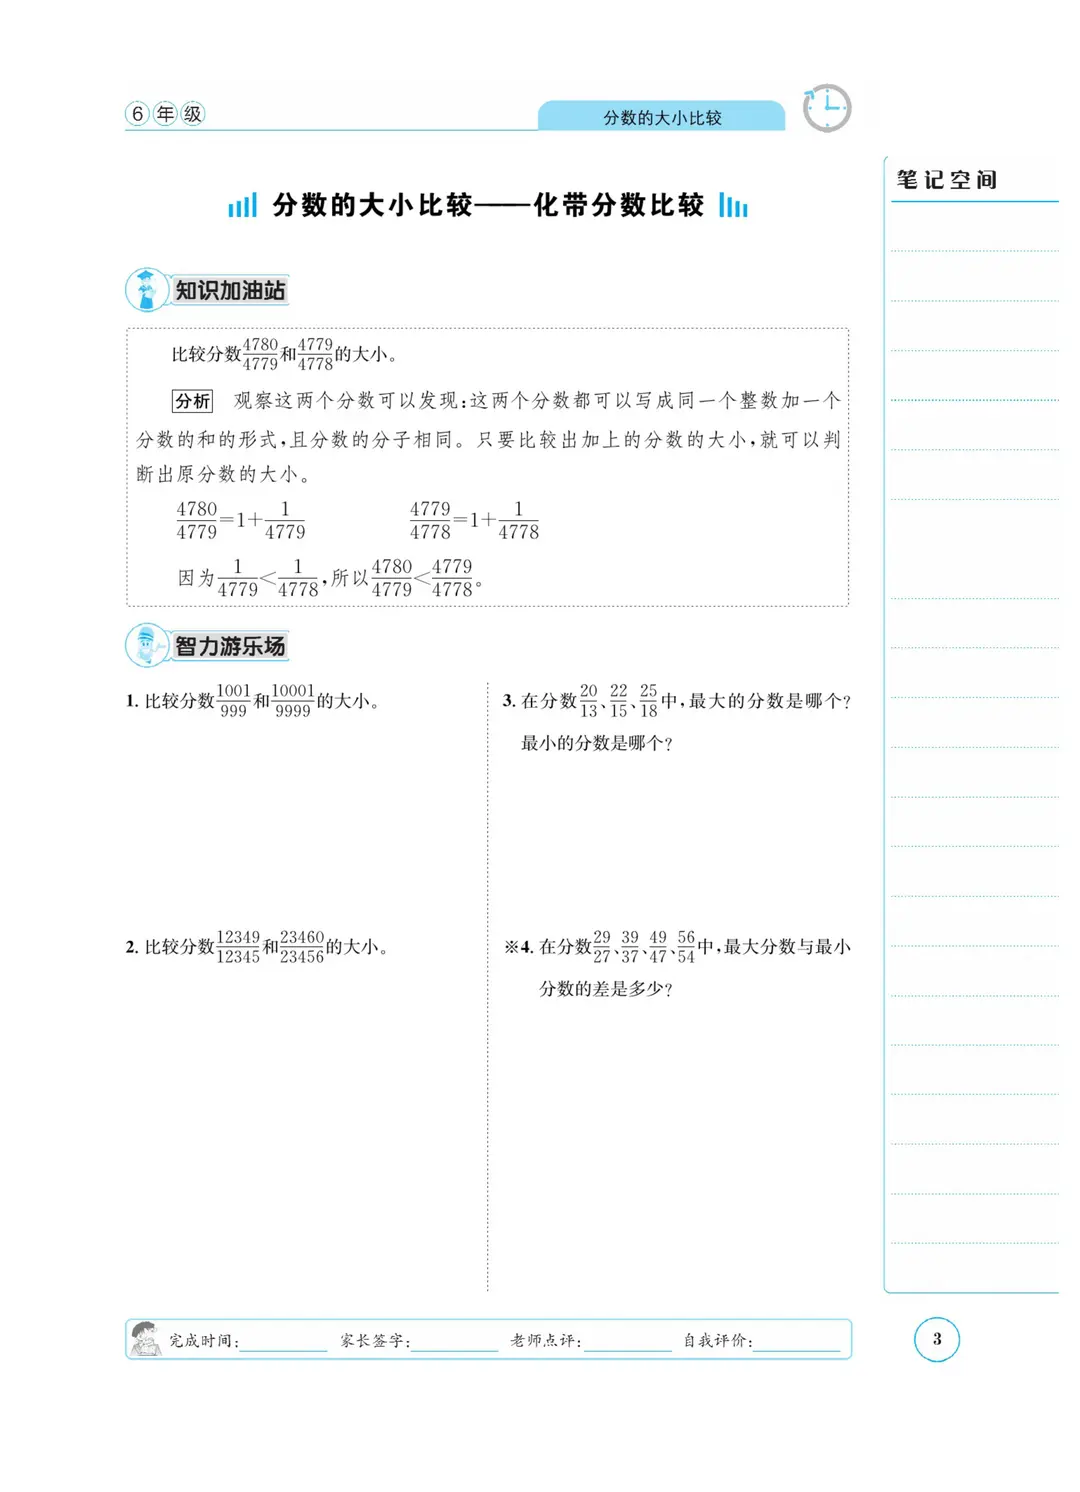 6年级
分数的大小比较
分数的大小比较——化带分数比较
笔记空间
知识加油站
比较分数4780/4779和4779/4778的大小。
分析 观察这两个分数可以发现:这两个分数都可以写成同一个整数加一个
分数的和的形式,且分数的分子相同。只要比较出加上的分数的大小,就可以判
断出原分数的大小。
4780/4779=1+1/4779 4779/4778=1+1/4778
因为1/4779<1/4778,所以4780/4779<4779/4778。
智力游乐场
1. 比较分数1001/999和10001/9999的大小。
2. 比较分数12349/12345和23460/23456的大小。
3. 在分数20/13、22/15、25/18中,最大的分数是哪个?
最小的分数是哪个?
※4. 在分数29/27、39/37、49/47、56/54中,最大分数与最小
分数的差是多少?
完成时间: 家长签字: 老师点评: 自我评价:
3